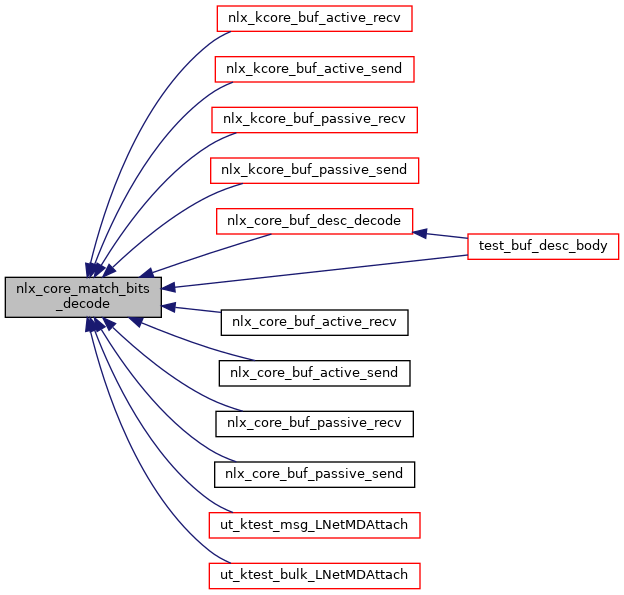 nlx_kcore_buf_active_recv
nlx_kcore_buf_active_send
nlx_kcore_buf_passive_recv
nlx_kcore_buf_passive_send
nlx_core_buf_desc_decode
test_buf_desc_body
nlx_core_match_bits
_decode
nlx_core_buf_active_recv
nlx_core_buf_active_send
nlx_core_buf_passive_recv
nlx_core_buf_passive_send
ut_ktest_msg_LNetMDAttach
ut_ktest_bulk_LNetMDAttach